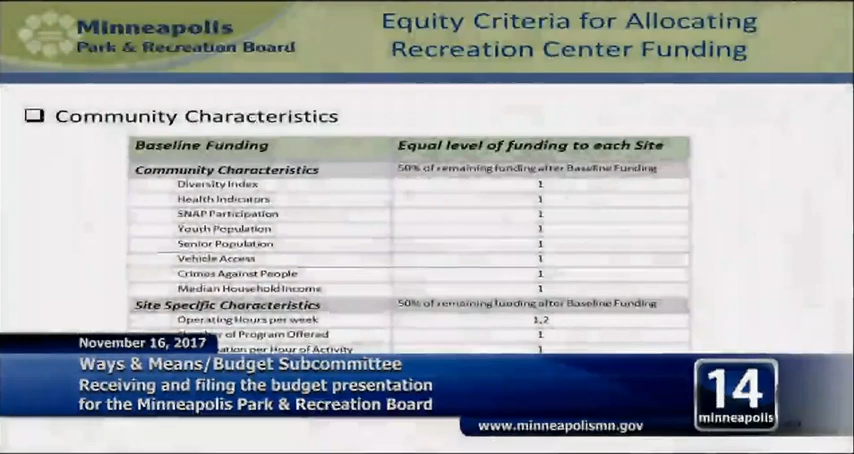 Minneapolis
Park & Recreation Board
Equity Criteria for Allocating
Recreation Center Funding
Community Characteristics
Baseline Funding Equal level of funding to each Site
Community Characteristics 50% of remaining funding after Baseline Funding
Diversity Index 1
Health Indicators 1
SNAP Participation 1
Youth Population 1
Senior Population 1
Vehicle Access 1
Crimes Against People 1
Median Household Income 1
Site Specific Characteristics 50% of remaining funding after Baseline Funding
Operating Hours per week 1,2
of Program Offered 1
per Hour of Activity 1
November 16, 2017
Ways & Means/Budget Subcommittee
Receiving and filing the budget presentation
for the Minneapolis Park & Recreation Board
14
minneapolis
www.minneapolismn.gov